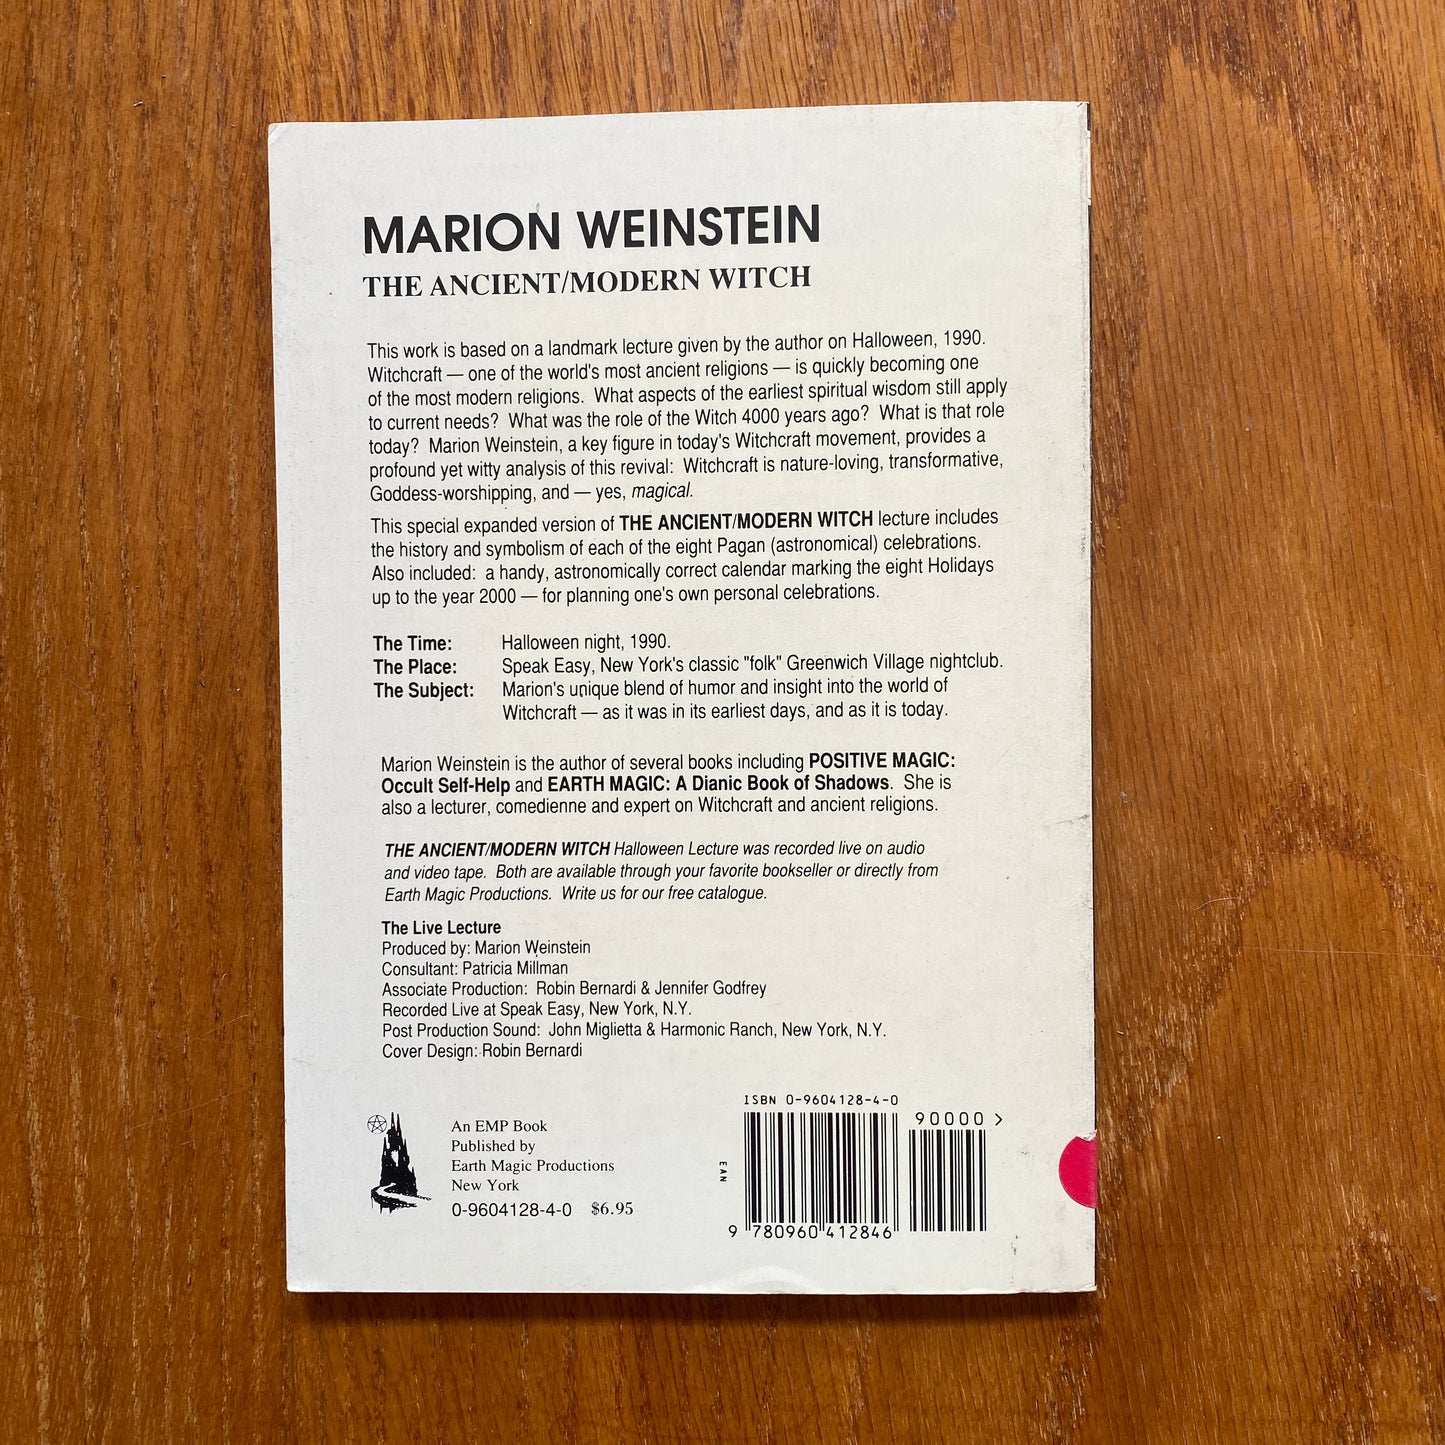 MARION WEINSTEIN
THE ANCIENT/MODERN WITCH
This work is based on a landmark lecture given by the author on Halloween, 1990.
Witchcraft — one of the world's most ancient religions — is quickly becoming one
of the most modern religions. What aspects of the earliest spiritual wisdom still apply
to current needs? What was the role of the Witch 4000 years ago? What is that role
today? Marion Weinstein, a key figure in today's Witchcraft movement, provides a
profound yet witty analysis of this revival: Witchcraft is nature-loving, transformative,
Goddess-worshipping, and — yes, magical.
This special expanded version of THE ANCIENT/MODERN WITCH lecture includes
the history and symbolism of each of the eight Pagan (astronomical) celebrations.
Also included: a handy, astronomically correct calendar marking the eight Holidays
up to the year 2000 — for planning one's own personal celebrations.
The Time: Halloween night, 1990.
The Place: Speak Easy, New York's classic "folk" Greenwich Village nightclub.
The Subject: Marion's unique blend of humor and insight into the world of
Witchcraft — as it was in its earliest days, and as it is today.
Marion Weinstein is the author of several books including POSITIVE MAGIC:
Occult Self-Help and EARTH MAGIC: A Dianic Book of Shadows. She is
also a lecturer, comedienne and expert on Witchcraft and ancient religions.
THE ANCIENT/MODERN WITCH Halloween Lecture was recorded live on audio
and video tape. Both are available through your favorite bookseller or directly from
Earth Magic Productions. Write us for our free catalogue.
The Live Lecture
Produced by: Marion Weinstein
Consultant: Patricia Millman
Associate Production: Robin Bernardi & Jennifer Godfrey
Recorded Live at Speak Easy, New York, N.Y.
Post Production Sound: John Miglietta & Harmonic Ranch, New York, N.Y.
Cover Design: Robin Bernardi
An EMP Book
Published by
Earth Magic Productions
New York
0-9604128-4-0 $6.95
ISBN 0-9604128-4-0
90000 >
EAN
9 780960 412846